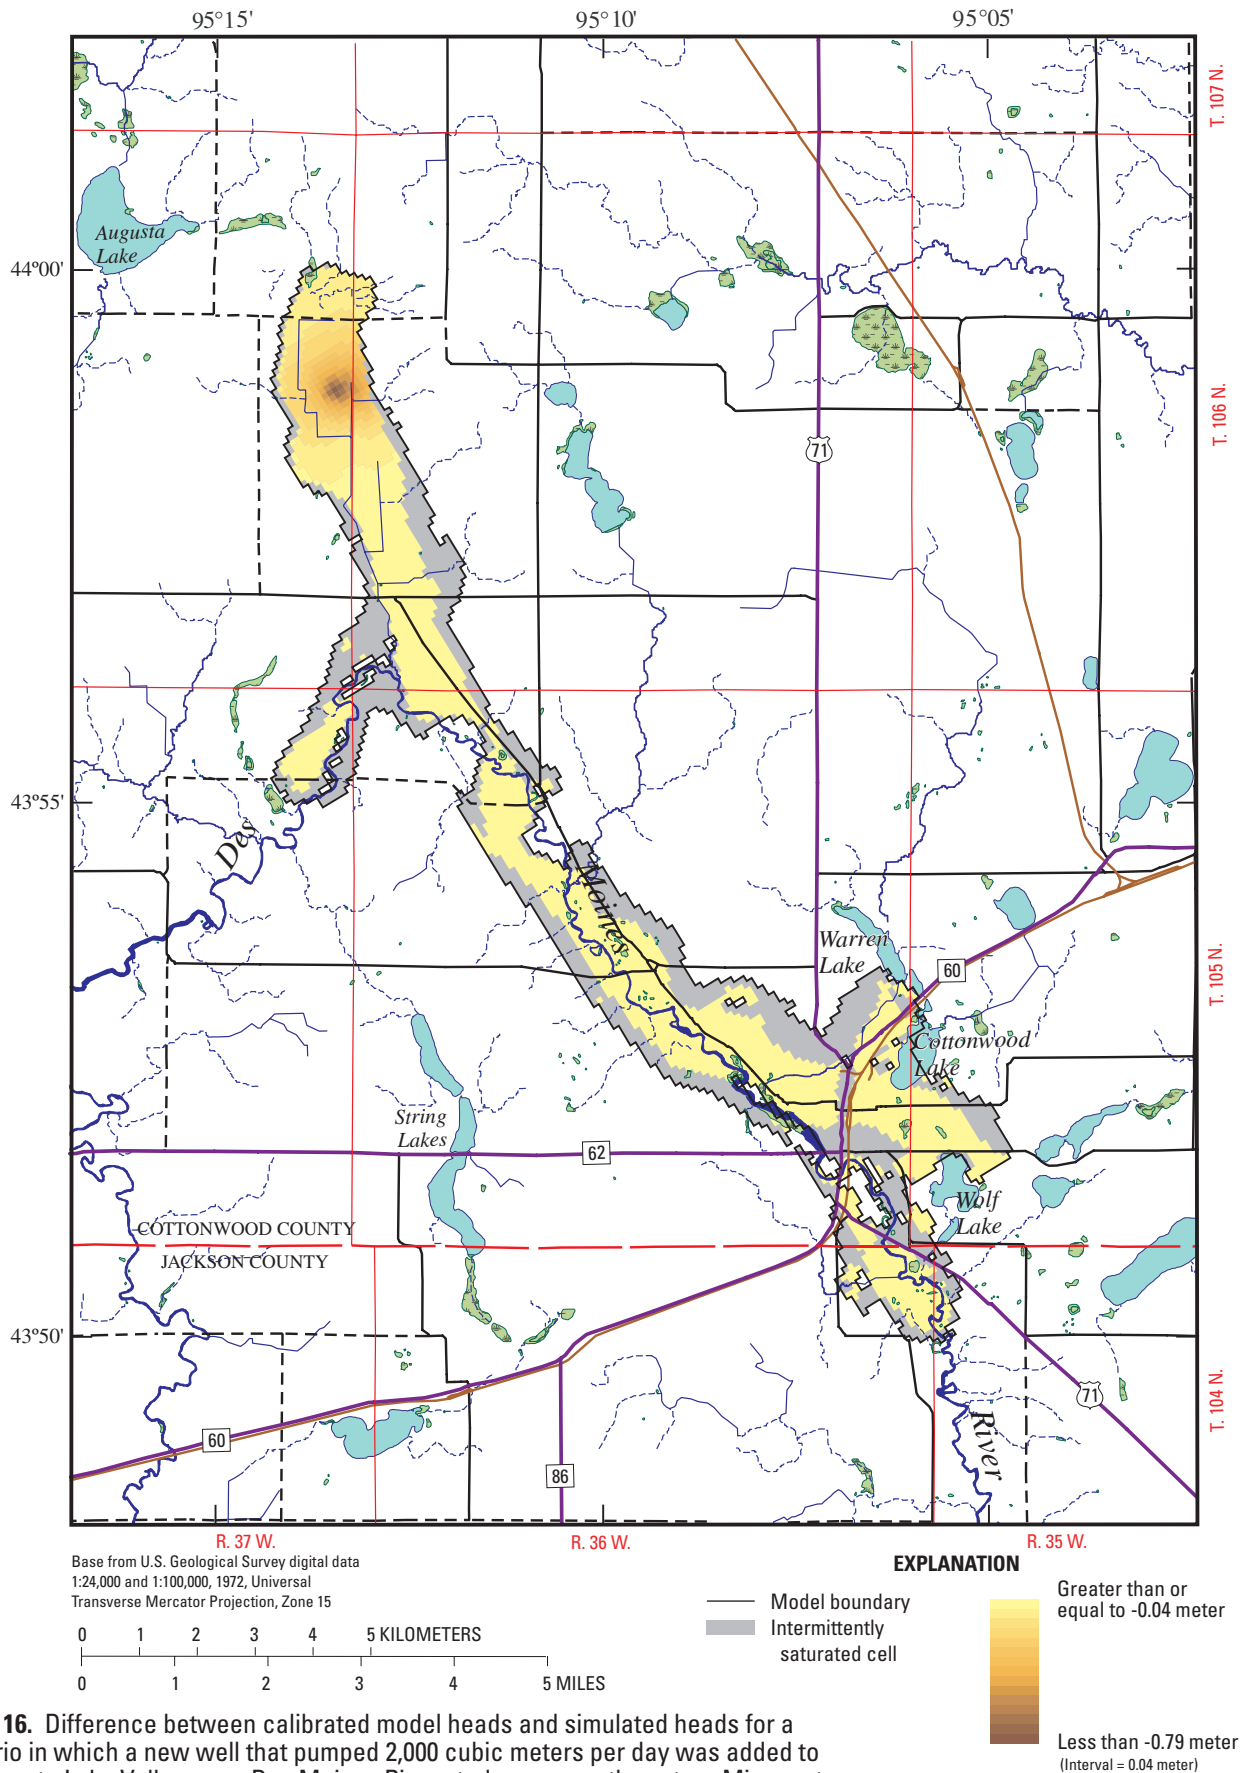 95°15' 95°10' 95°05'
T. 107 N.
Augusta
Lake
44°00'
T. 106 N.
71
43°55'
Des
Moines
Warren
Lake
60
T. 105 N.
Cottonwood
Lake
String
Lakes
62
Wolf
Lake
COTTONWOOD COUNTY
JACKSON COUNTY
43°50'
71
T. 104 N.
River
60
86
R. 37 W. R. 36 W. R. 35 W.
Base from U.S. Geological Survey digital data
1:24,000 and 1:100,000, 1972, Universal
Transverse Mercator Projection, Zone 15
0 1 2 3 4 5 KILOMETERS
0 1 2 3 4 5 MILES
EXPLANATION
Model boundary
Intermittently
saturated cell
Greater than or
equal to -0.04 meter
Less than -0.79 meter
(Interval = 0.04 meter)
16. Difference between calibrated model heads and simulated heads for a
rio in which a new well that pumped 2,000 cubic meters per day was added to